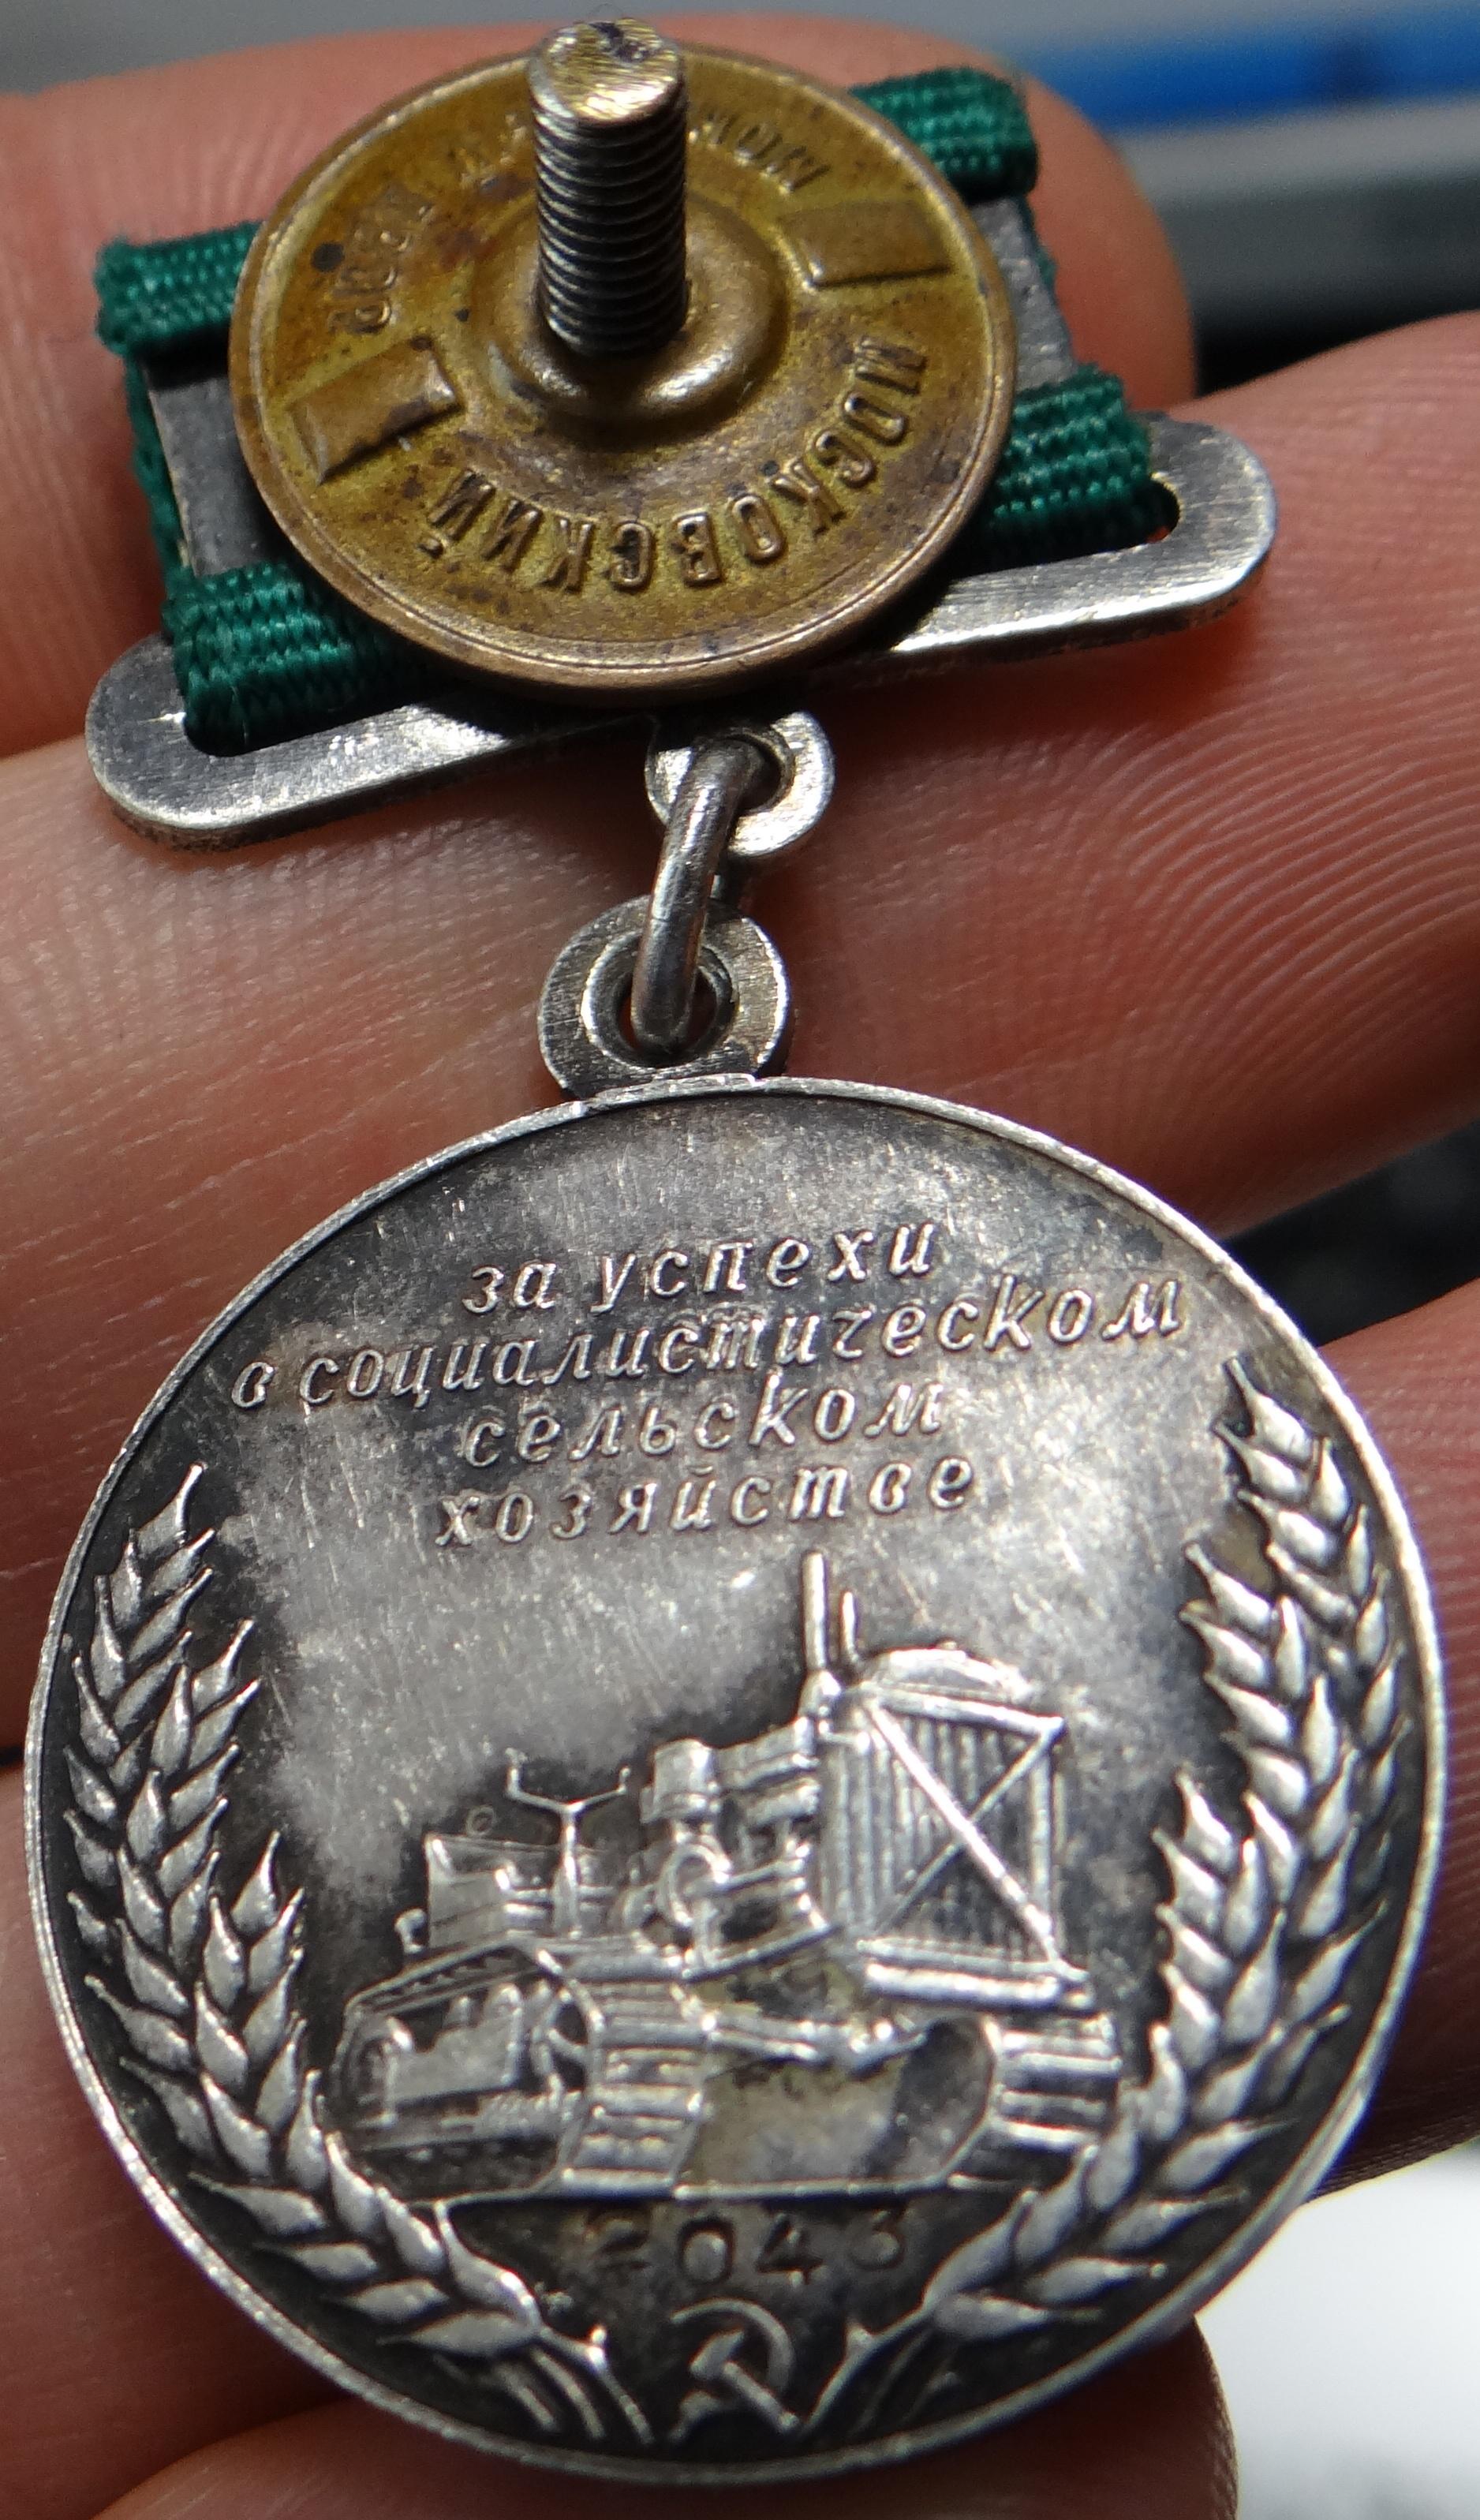 МОСКОВСКИЙ
за успехи
в социалистическом
сельском
хозяйстве
2043